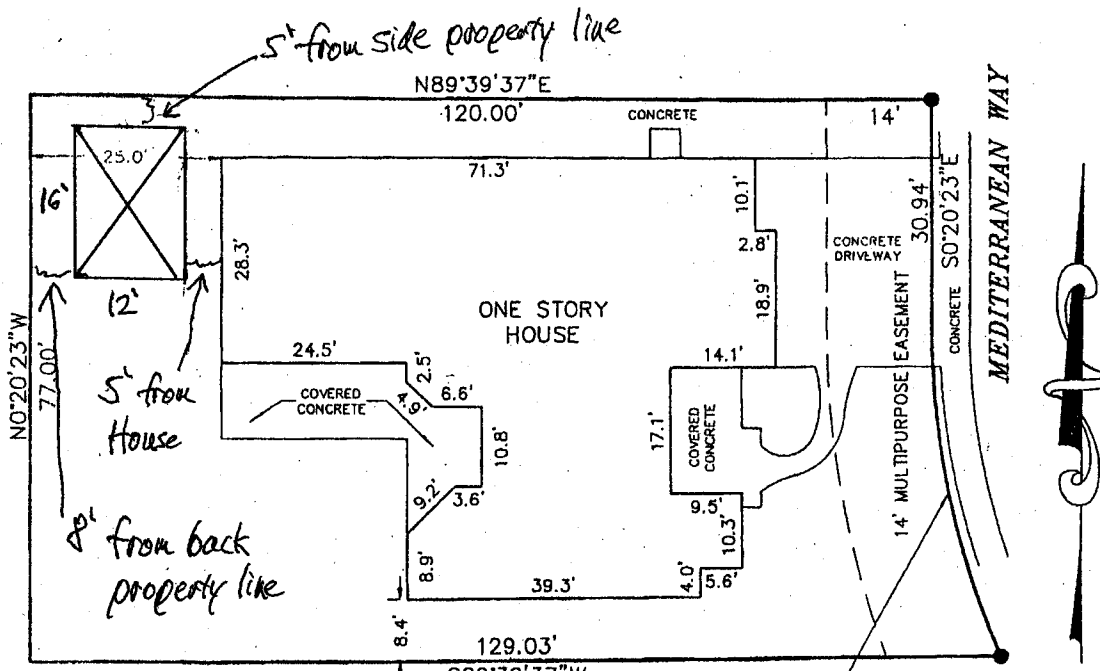 5' from side property line
N89°39'37"E
120.00'
CONCRETE
14'
MEDITERRANEAN WAY
25.0'
71.3'
16'
10.1'
30.94'
S0°20'23"E
28.3'
2.8'
CONCRETE
DRIVEWAY
CONCRETE
12'
18.9'
ONE STORY
HOUSE
N0°20'23"W
77.00'
24.5'
2.5'
14.1'
14' MULTIPURPOSE EASEMENT
5' from
House
COVERED
CONCRETE
4.9'
6.6'
10.8'
17.1'
COVERED
CONCRETE
9.2'
3.6'
9.5'
10.3'
8' from back
property line
8.9'
39.3'
4.0'
5.6'
8.4'
129.03'